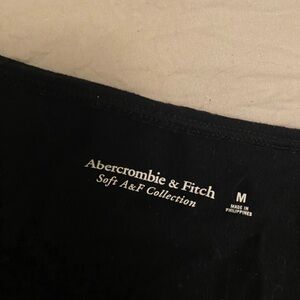 Abercrombie & Fitch
Soft A&F Collection
M
MADE IN
PHILIPPINES